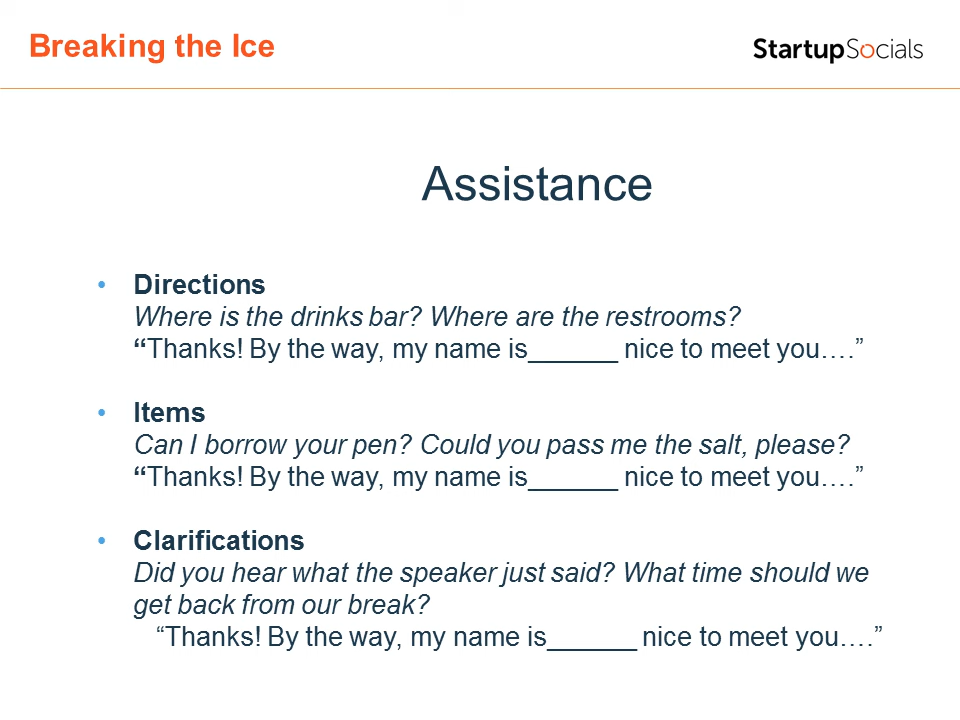 Breaking the Ice
StartupSocials
Assistance
• Directions
Where is the drinks bar? Where are the restrooms?
“Thanks! By the way, my name is______ nice to meet you….”
• Items
Can I borrow your pen? Could you pass me the salt, please?
“Thanks! By the way, my name is______ nice to meet you….”
• Clarifications
Did you hear what the speaker just said? What time should we
get back from our break?
“Thanks! By the way, my name is______ nice to meet you….”